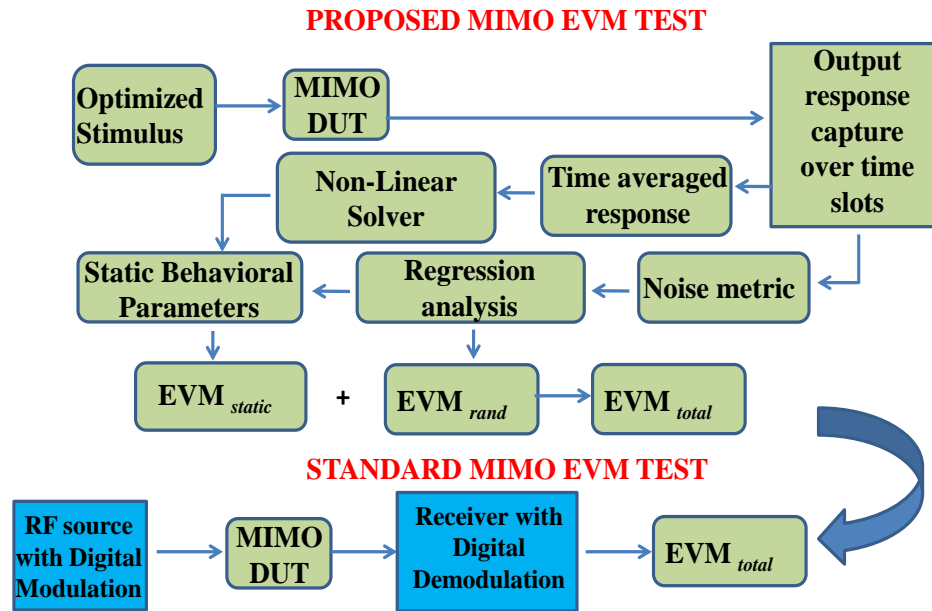 PROPOSED MIMO EVM TEST
Optimized
Stimulus
MIMO
DUT
Output
response
capture
over time
slots
Non-Linear
Solver
Time averaged
response
Static Behavioral
Parameters
Regression
analysis
Noise metric
EVM static
+
EVM rand
EVM total
STANDARD MIMO EVM TEST
RF source
with Digital
Modulation
MIMO
DUT
Receiver with
Digital
Demodulation
EVM total